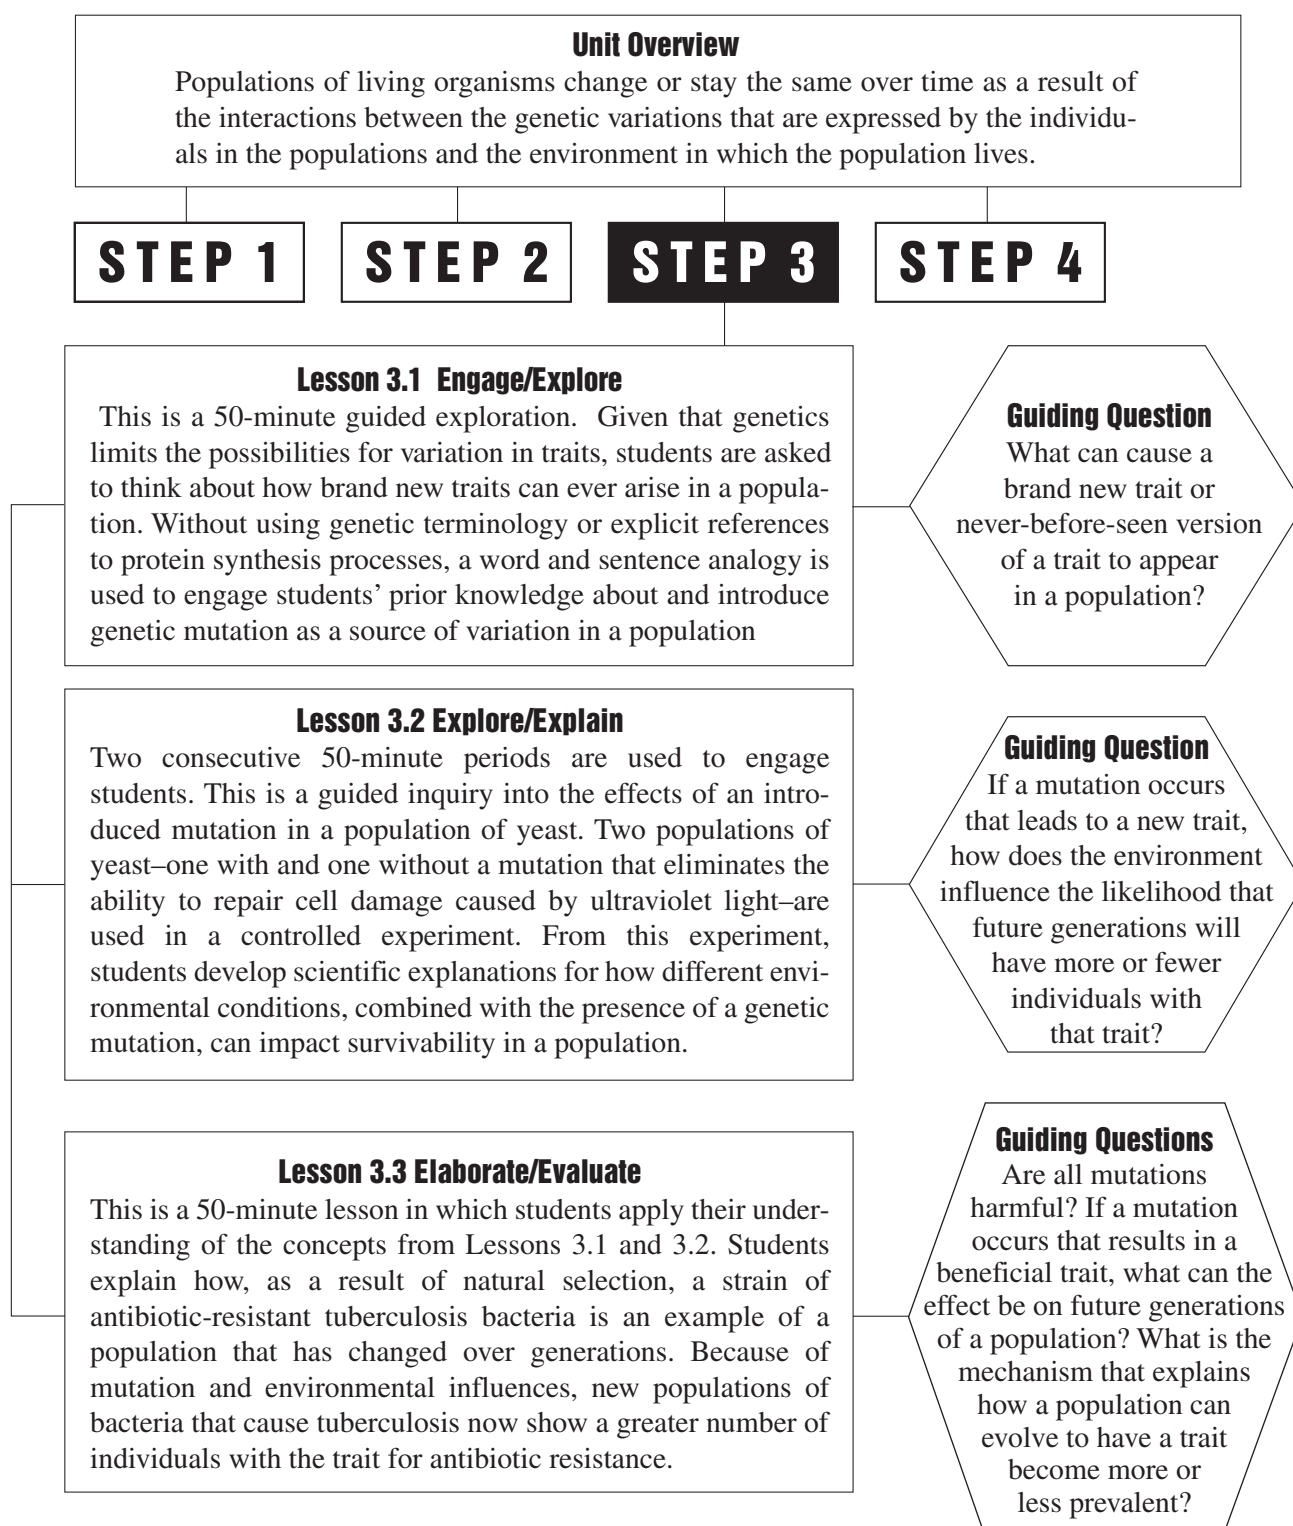 Unit Overview
Populations of living organisms change or stay the same over time as a result of
the interactions between the genetic variations that are expressed by the individu-
als in the populations and the environment in which the population lives.
STEP 1
STEP 2
STEP 3
STEP 4
Lesson 3.1 Engage/Explore
This is a 50-minute guided exploration. Given that genetics
limits the possibilities for variation in traits, students are asked
to think about how brand new traits can ever arise in a popula-
tion. Without using genetic terminology or explicit references
to protein synthesis processes, a word and sentence analogy is
used to engage students’ prior knowledge about and introduce
genetic mutation as a source of variation in a population
Guiding Question
What can cause a
brand new trait or
never-before-seen version
of a trait to appear
in a population?
Lesson 3.2 Explore/Explain
Two consecutive 50-minute periods are used to engage
students. This is a guided inquiry into the effects of an intro-
duced mutation in a population of yeast. Two populations of
yeast–one with and one without a mutation that eliminates the
ability to repair cell damage caused by ultraviolet light–are
used in a controlled experiment. From this experiment,
students develop scientific explanations for how different envi-
ronmental conditions, combined with the presence of a genetic
mutation, can impact survivability in a population.
Guiding Question
If a mutation occurs
that leads to a new trait,
how does the environment
influence the likelihood that
future generations will
have more or fewer
individuals with
that trait?
Lesson 3.3 Elaborate/Evaluate
This is a 50-minute lesson in which students apply their under-
standing of the concepts from Lessons 3.1 and 3.2. Students
explain how, as a result of natural selection, a strain of
antibiotic-resistant tuberculosis bacteria is an example of a
population that has changed over generations. Because of
mutation and environmental influences, new populations of
bacteria that cause tuberculosis now show a greater number of
individuals with the trait for antibiotic resistance.
Guiding Questions
Are all mutations
harmful? If a mutation
occurs that results in a
beneficial trait, what can the
effect be on future generations
of a population? What is the
mechanism that explains
how a population can
evolve to have a trait
become more or
less prevalent?